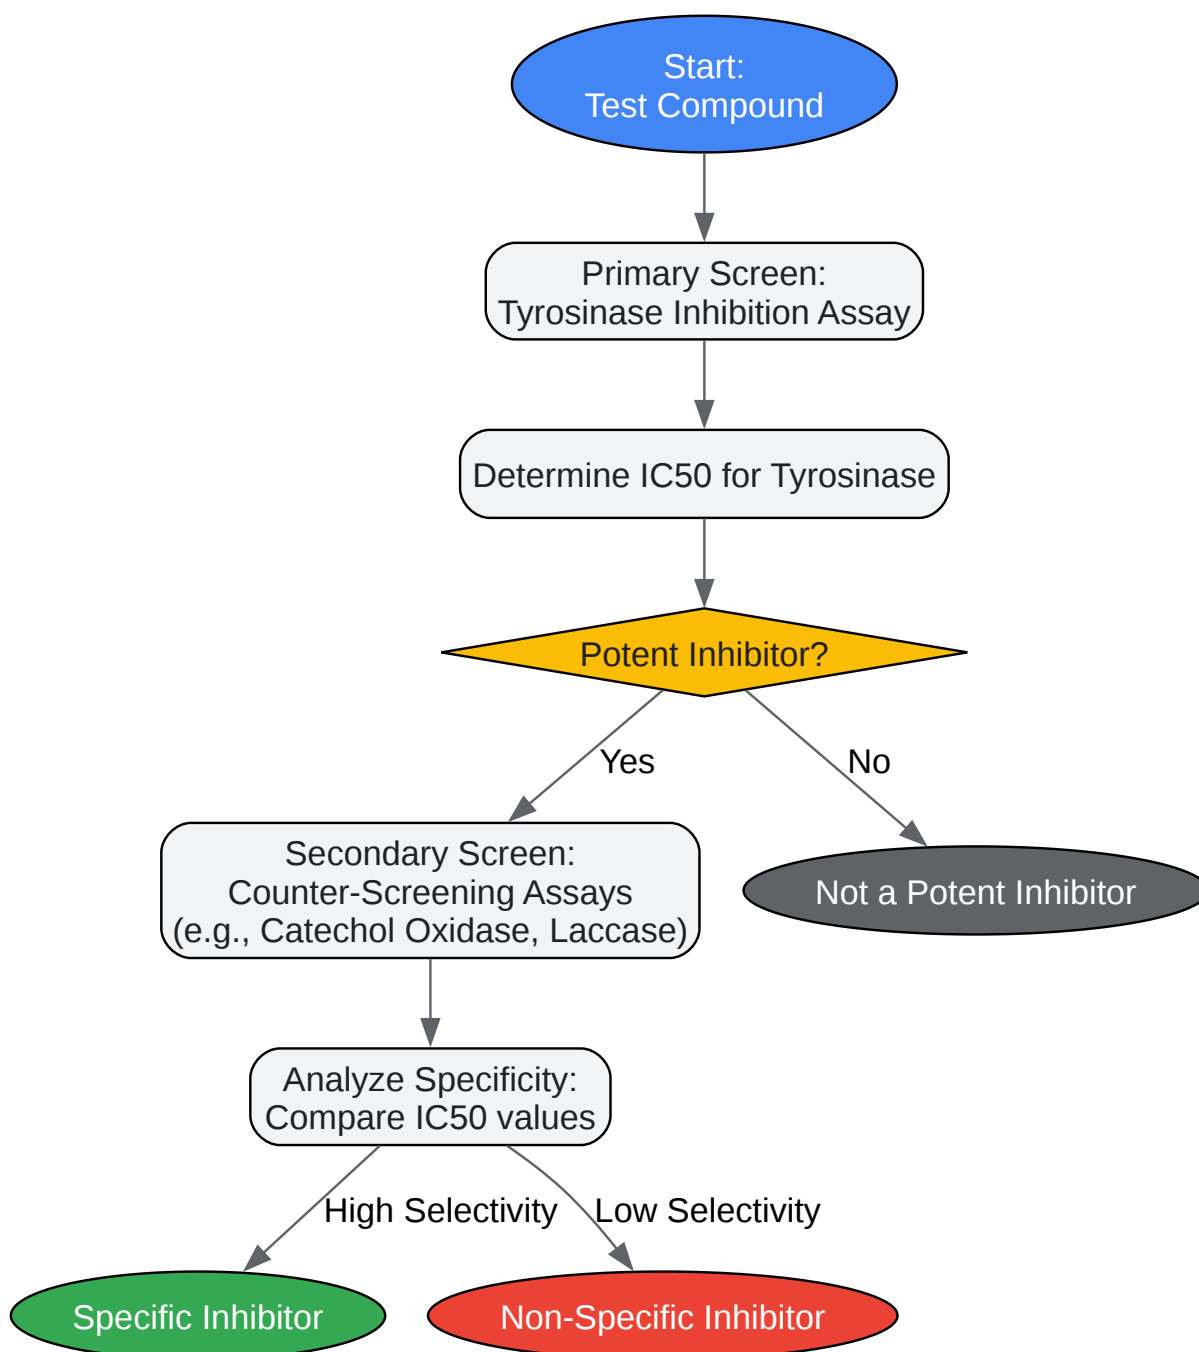 Start:
Test Compound
Primary Screen:
Tyrosinase Inhibition Assay
Determine IC50 for Tyrosinase
Potent Inhibitor?
Yes
No
Secondary Screen:
Counter-Screening Assays
(e.g., Catechol Oxidase, Laccase)
Not a Potent Inhibitor
Analyze Specificity:
Compare IC50 values
High Selectivity
Low Selectivity
Specific Inhibitor
Non-Specific Inhibitor